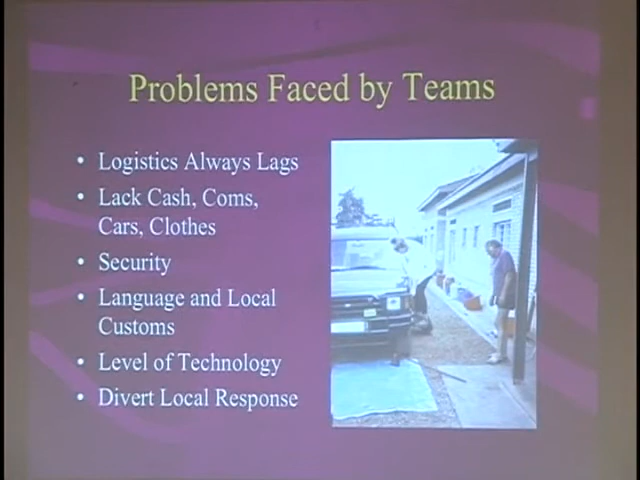 Problems Faced by Teams
• Logistics Always Lags
• Lack Cash, Coms,
Cars, Clothes
• Security
• Language and Local
Customs
• Level of Technology
• Divert Local Response